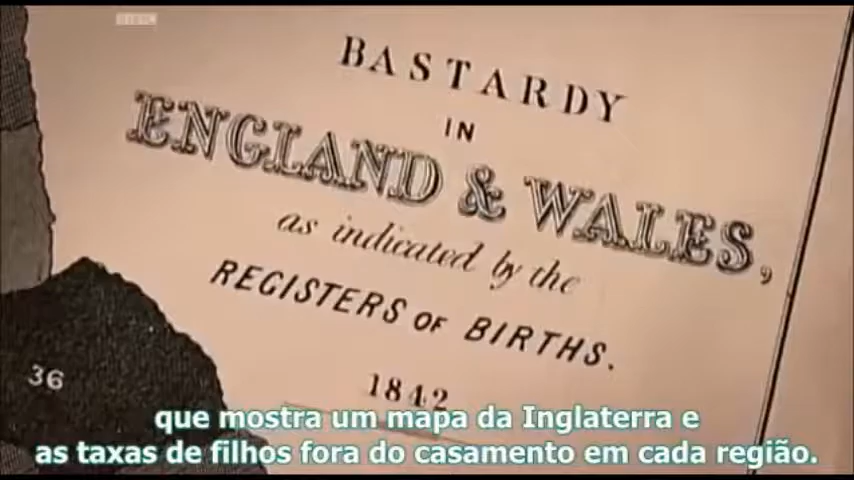 BASTARDY
IN
ENGLAND & WALES,
as indicated by the
REGISTERS OF BIRTHS.
1842
36
que mostra um mapa da Inglaterra e
as taxas de filhos fora do casamento em cada região.